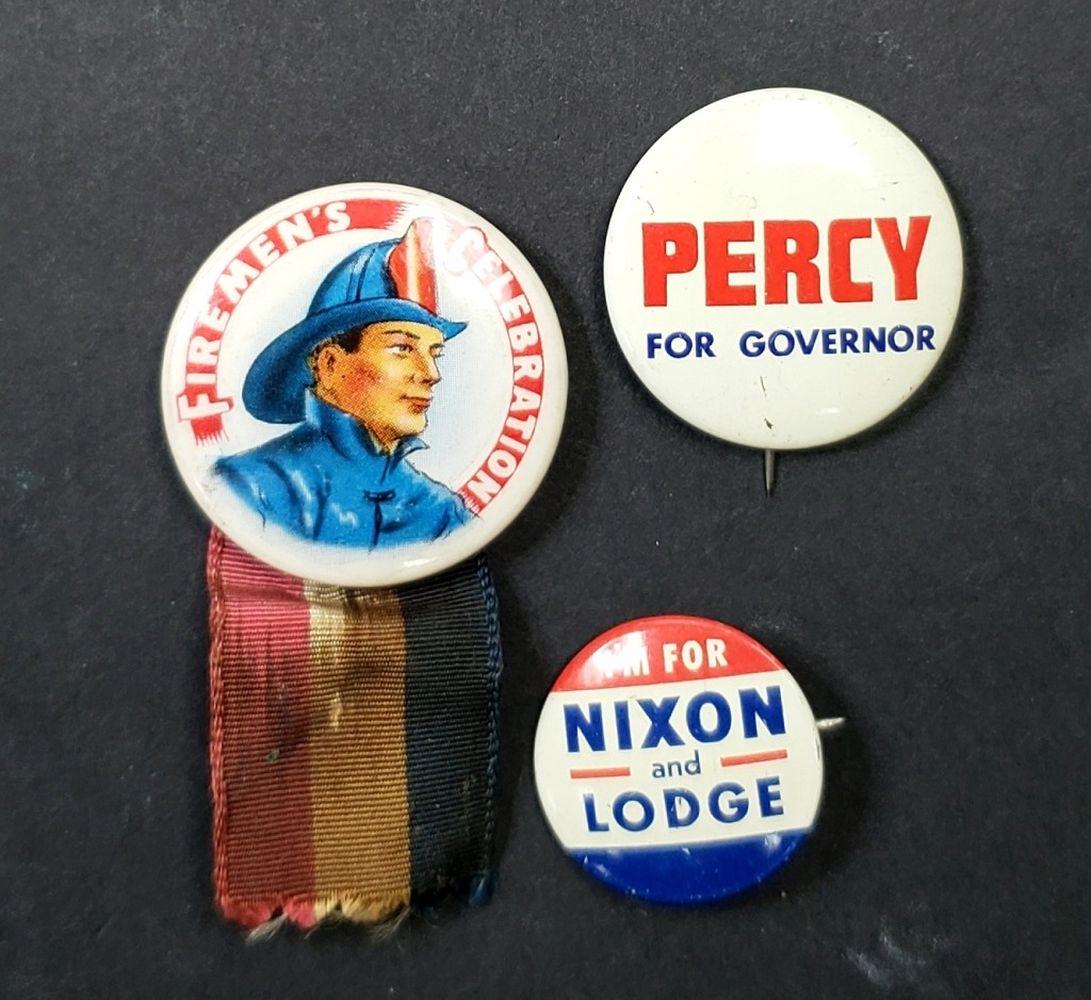 FIREMEN'S CELEBRATION
PERCY
FOR GOVERNOR
I'M FOR
NIXON
and
LODGE